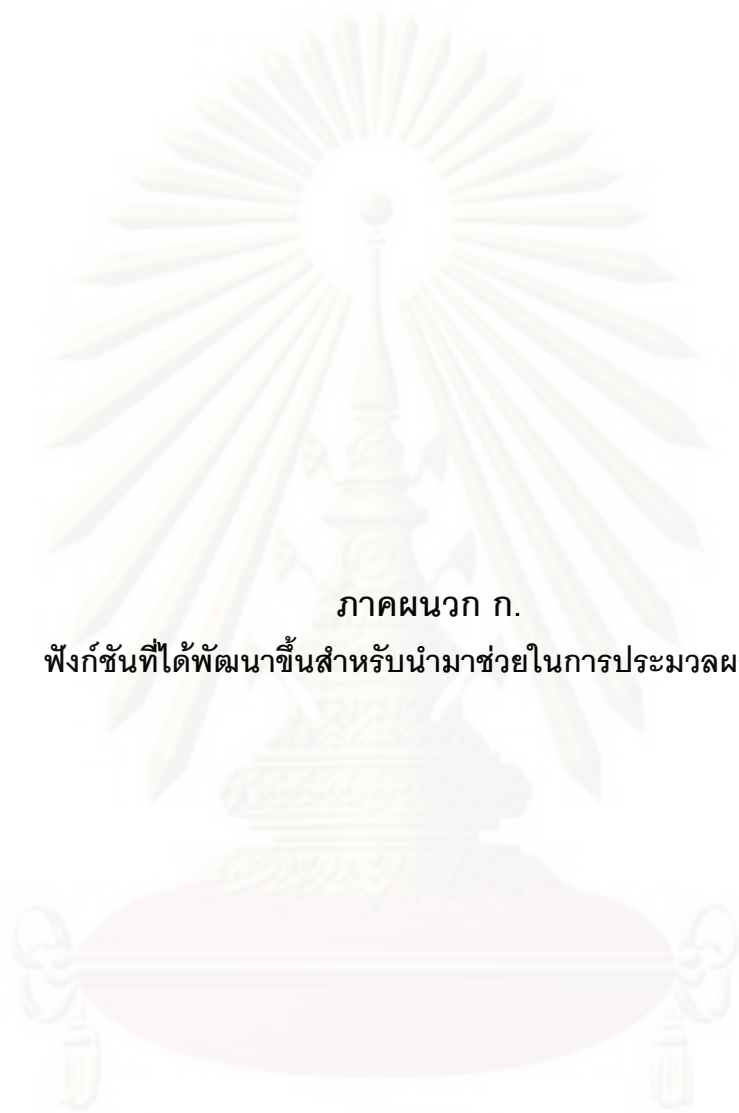 ภาคผนวก ก.
ฟังก์ชันที่ได้พัฒนาขึ้นสำหรับนำมาช่วยในการประมวลผ